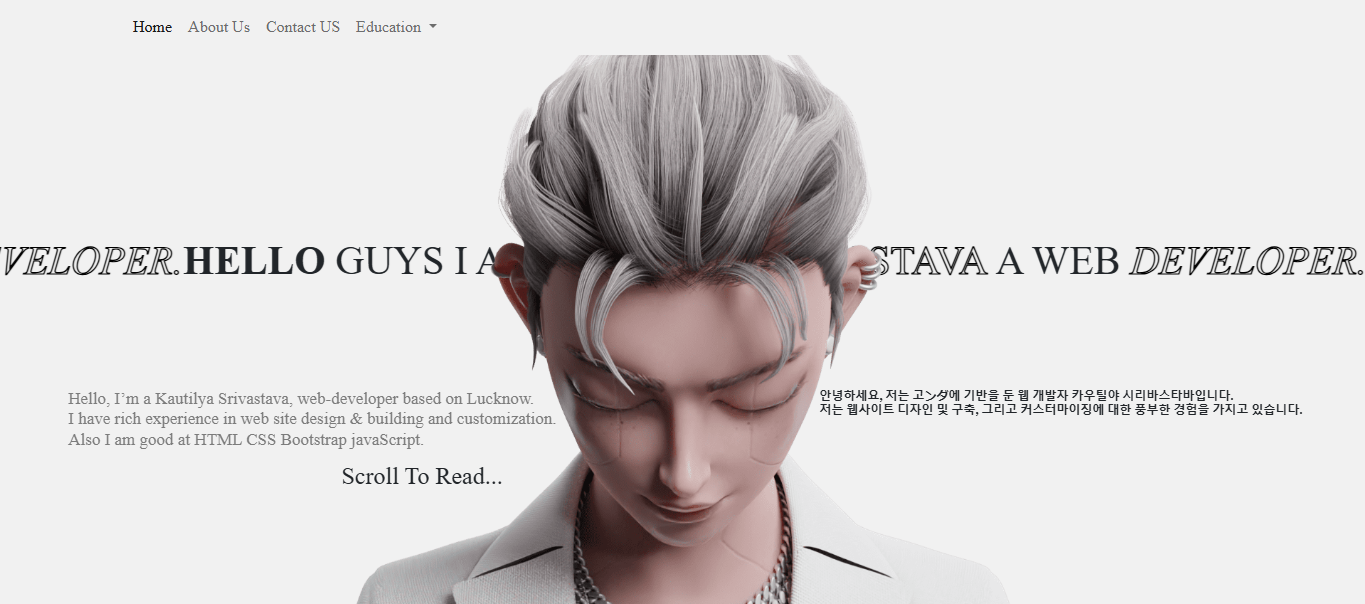 Home About Us Contact US Education
VELOPER.HELLO GUYS I A STAVA A WEB DEVELOPER.
Hello, I’m a Kautilya Srivastava, web-developer based on Lucknow.
I have rich experience in web site design & building and customization.
Also I am good at HTML CSS Bootstrap javaScript.
Scroll To Read...
안녕하세요, 저는 고ンダ에 기반을 둔 웹 개발자 카우틸야 시리바스타바입니다.
저는 웹사이트 디자인 및 구축, 그리고 커스터마이징에 대한 풍부한 경험을 가지고 있습니다.